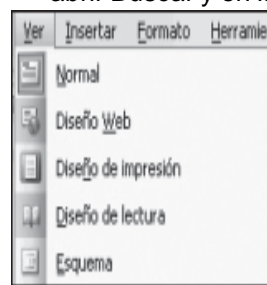 Ver Insertar Formato Herramie
Normal
Diseño Web
Diseño de impresión
Diseño de lectura
Esquema